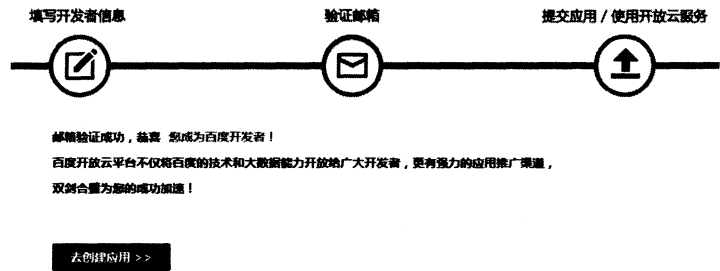 填写开发者信息
验证邮箱
提交应用 / 使用开放云服务
邮箱验证成功，恭喜 您成为百度开发者！
百度开放云平台不仅将百度的技术和大数据能力开放给广大开发者，更有强力的应用推广渠道，
双剑合璧为您的成功加速！
去创建应用 >>